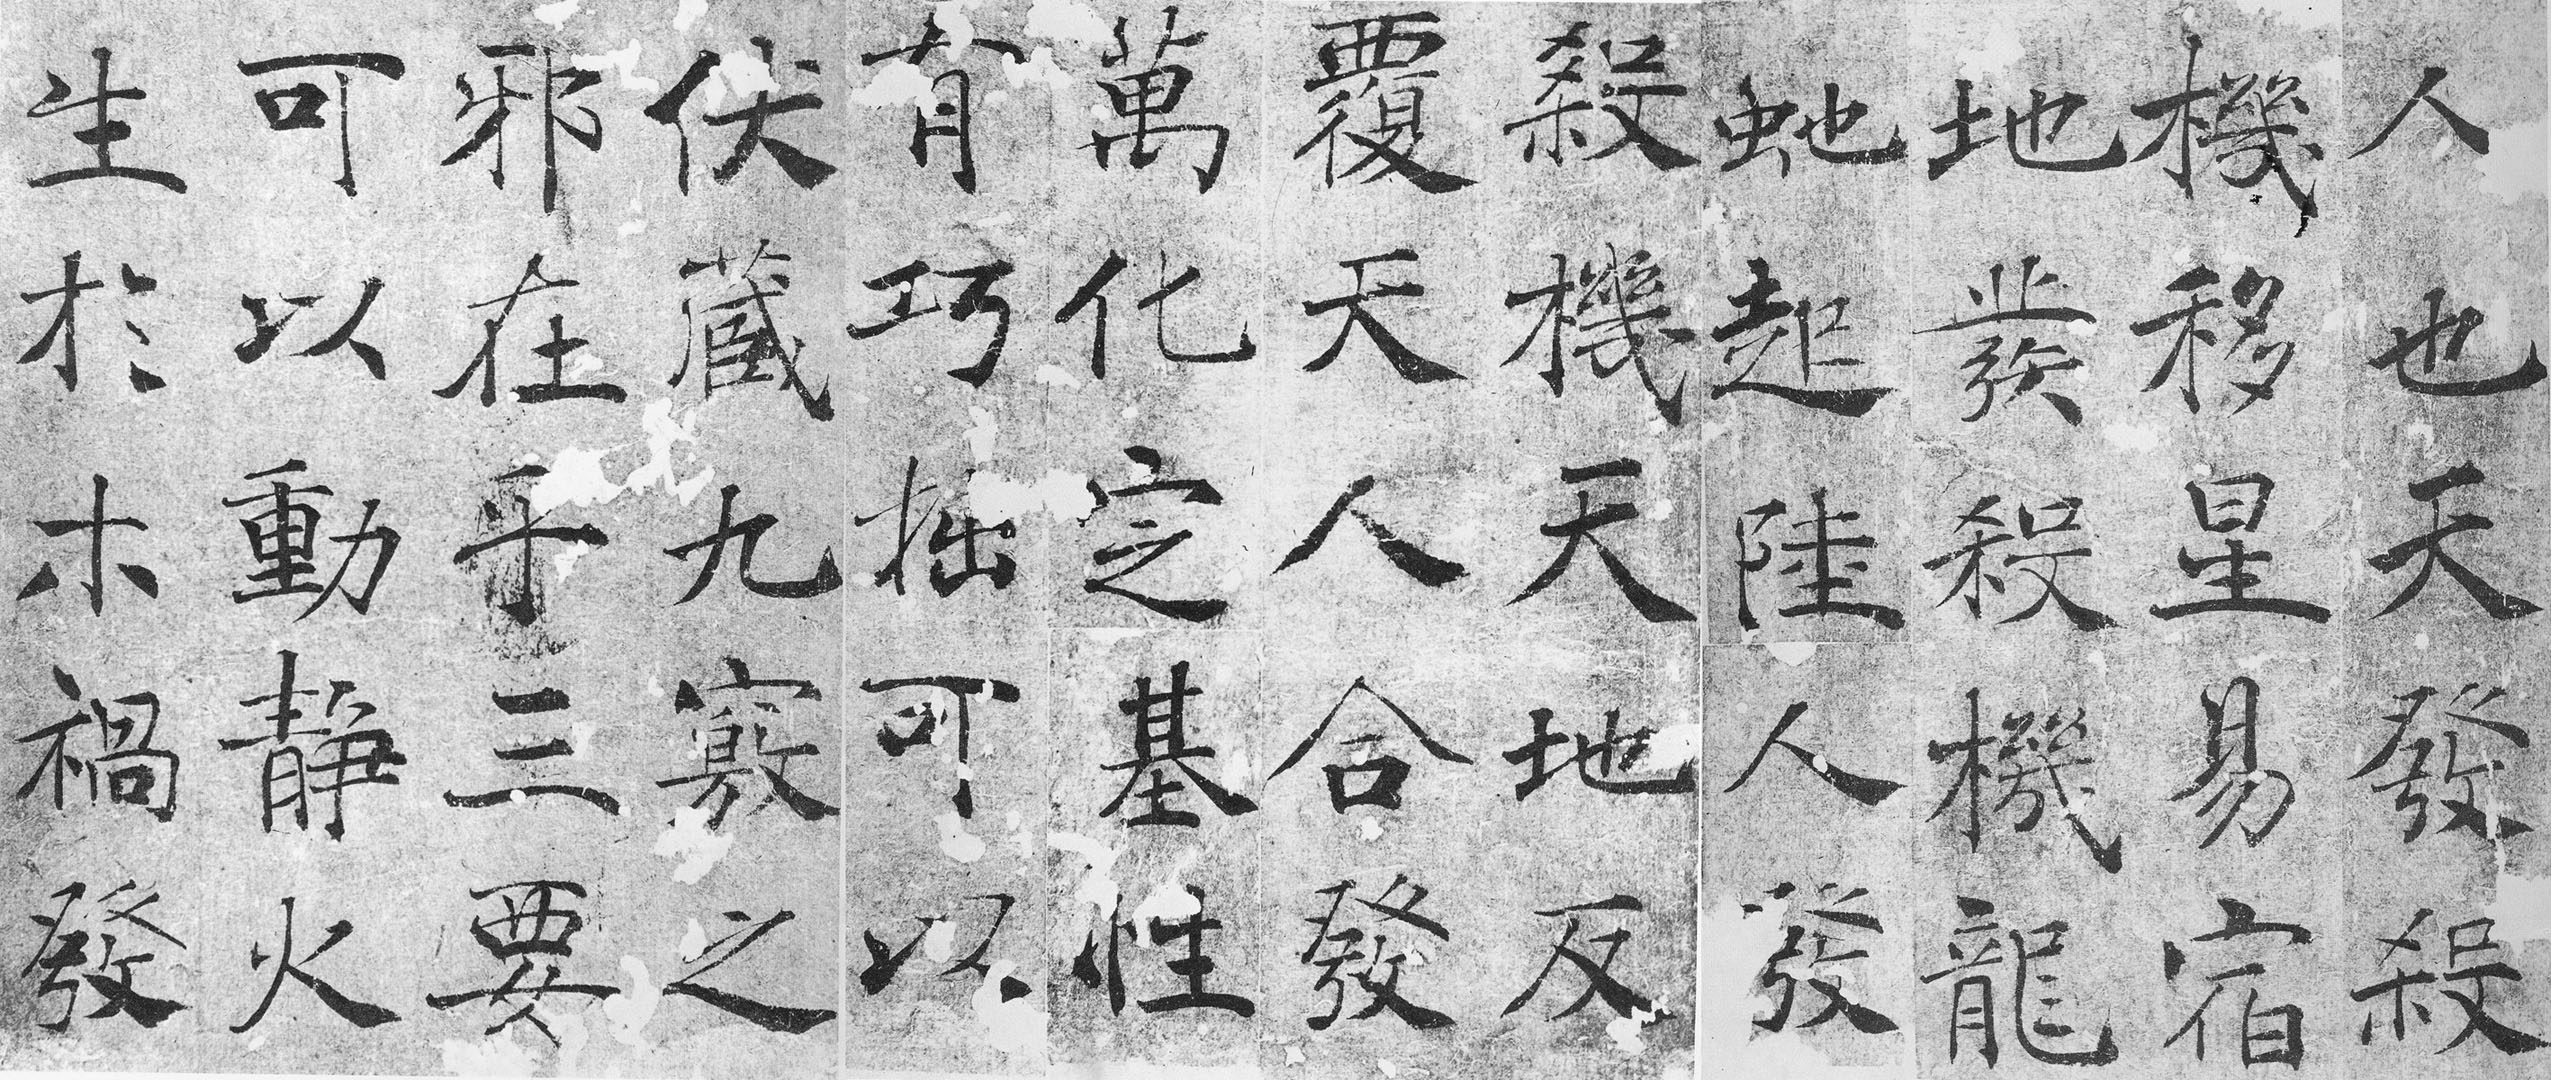 人也天發殺
機移星易宿
地發殺機龍
虵起陸人發
殺機天地反
覆天人合發
萬化定基性
有巧拙可以
伏藏九竅之
邪在乎三要
可以動靜火
生於木禍發